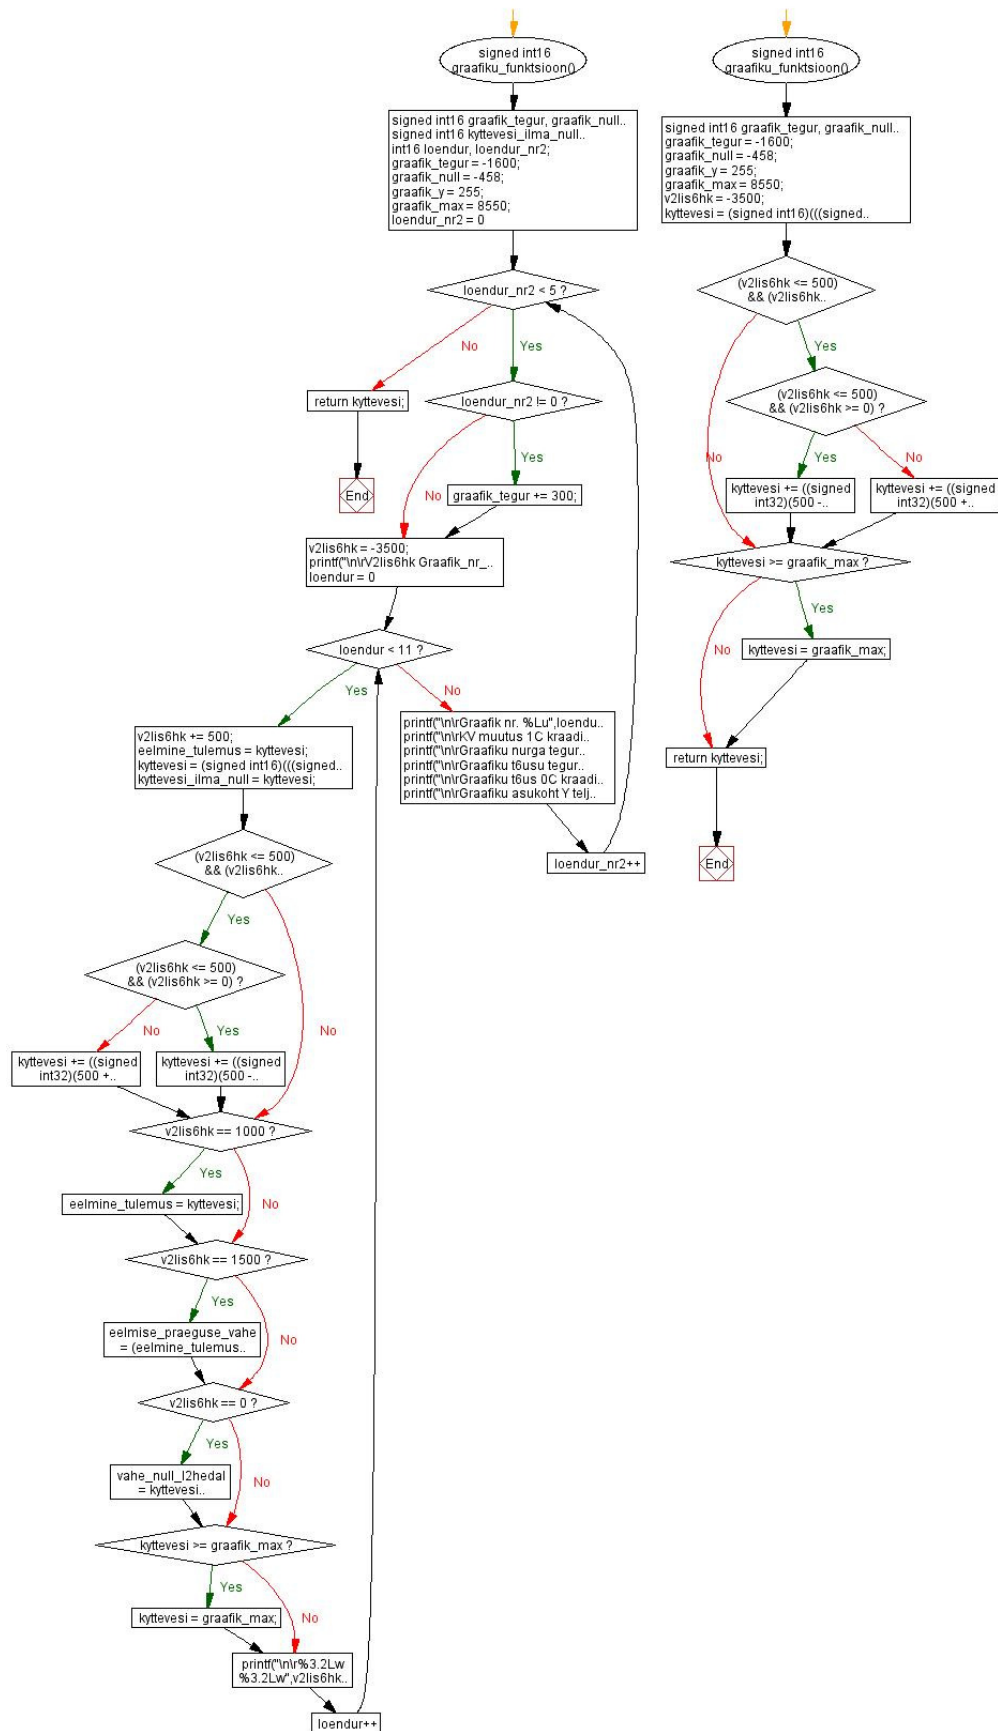 signed int16
graafiku_funktsioon()
signed int16 graafik_tegur, graafik_null..
signed int16 kyttevesi_ilma_null..
int16 loendur, loendur_nr2;
graafik_tegur = -1600;
graafik_null = -458;
graafik_y = 255;
graafik_max = 8550;
loendur_nr2 = 0
loendur_nr2 < 5 ?
No
Yes
return kyttevesi;
End
loendur_nr2 != 0 ?
Yes
No
graafik_tegur += 300;
v2lis6hk = -3500;
printf("\n\rV2lis6hk Graafik_nr_..
loendur = 0
loendur < 11 ?
Yes
No
v2lis6hk += 500;
eelmine_tulemus = kyttevesi;
kyttevesi = (signed int16)(((signed..
kyttevesi_ilma_null = kyttevesi;
printf("\n\rGraafik nr. %Lu",loendu..
printf("\n\rKV muutus 1C kraadi..
printf("\n\rGraafiku nurga tegur..
printf("\n\rGraafiku t6usu tegur..
printf("\n\rGraafiku t6us 0C kraadi..
printf("\n\rGraafiku asukoht Y telj..
loendur_nr2++
(v2lis6hk <= 500)
&& (v2lis6hk..
Yes
No
(v2lis6hk <= 500)
&& (v2lis6hk >= 0) ?
No
Yes
kyttevesi += ((signed
int32)(500 +..
kyttevesi += ((signed
int32)(500 -..
v2lis6hk == 1000 ?
Yes
No
eelmine_tulemus = kyttevesi;
v2lis6hk == 1500 ?
Yes
No
eelmise_praeguse_vahe
= (eelmine_tulemus..
v2lis6hk == 0 ?
Yes
No
vahe_null_l2hedal
= kyttevesi..
kyttevesi >= graafik_max ?
Yes
No
kyttevesi = graafik_max;
printf("\n\r%3.2Lw
%3.2Lw",v2lis6hk..
loendur++
signed int16
graafiku_funktsioon()
signed int16 graafik_tegur, graafik_null..
graafik_tegur = -1600;
graafik_null = -458;
graafik_y = 255;
graafik_max = 8550;
v2lis6hk = -3500;
kyttevesi = (signed int16)(((signed..
(v2lis6hk <= 500)
&& (v2lis6hk..
Yes
No
(v2lis6hk <= 500)
&& (v2lis6hk >= 0) ?
Yes
No
kyttevesi += ((signed
int32)(500 -..
kyttevesi += ((signed
int32)(500 +..
kyttevesi >= graafik_max ?
Yes
No
kyttevesi = graafik_max;
return kyttevesi;
End